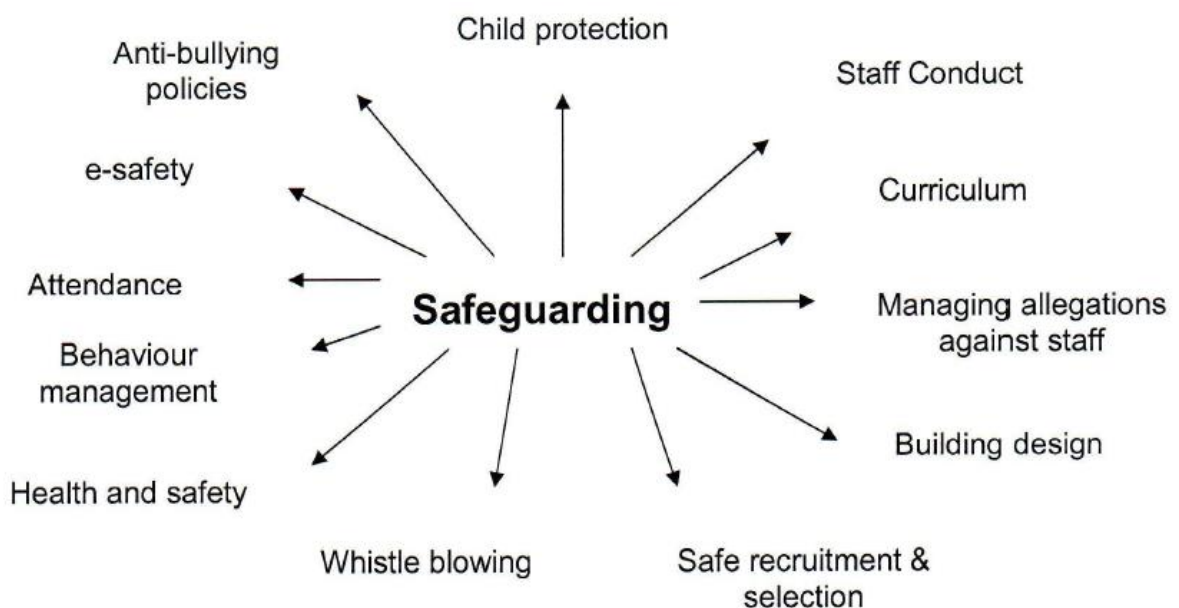 Child protection
Anti-bullying
policies
Staff Conduct
e-safety
Curriculum
Attendance
Safeguarding
Managing allegations
against staff
Behaviour
management
Building design
Health and safety
Whistle blowing
Safe recruitment &
selection